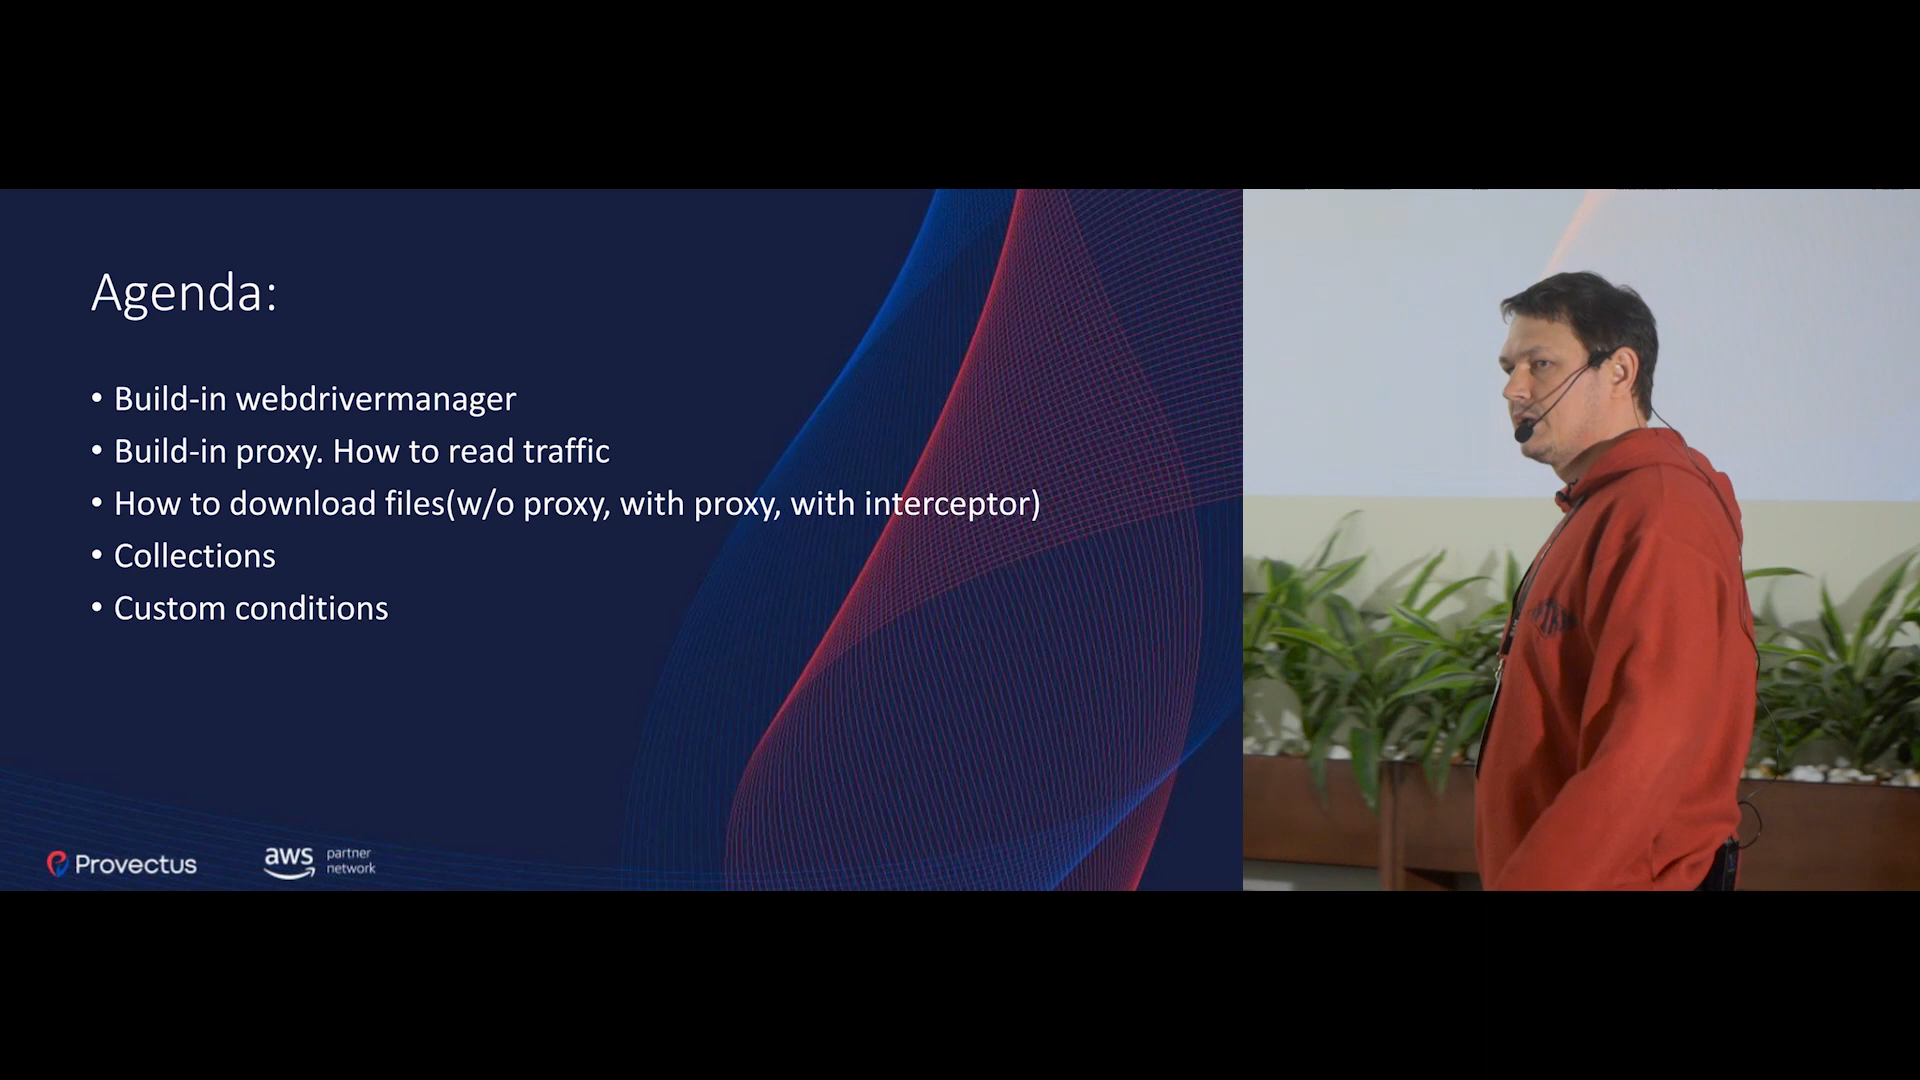 Agenda:
• Build-in webdrivermanager
• Build-in proxy. How to read traffic
• How to download files(w/o proxy, with proxy, with interceptor)
• Collections
• Custom conditions
Provectus
aws partner network